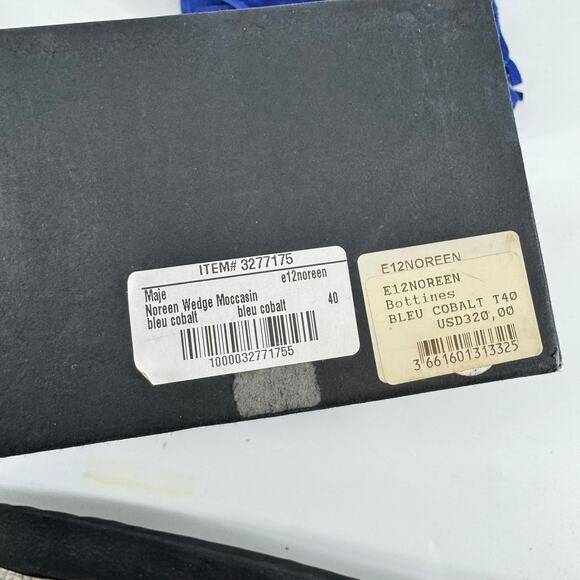 ITEM# 3277175
Maje e12noreen
Noreen Wedge Moccasin
bleu cobalt bleu cobalt 40
1000032771755
E12NOREEN
E12NOREEN
Bottines
BLEU COBALT T40
USD320,00
3661601313325